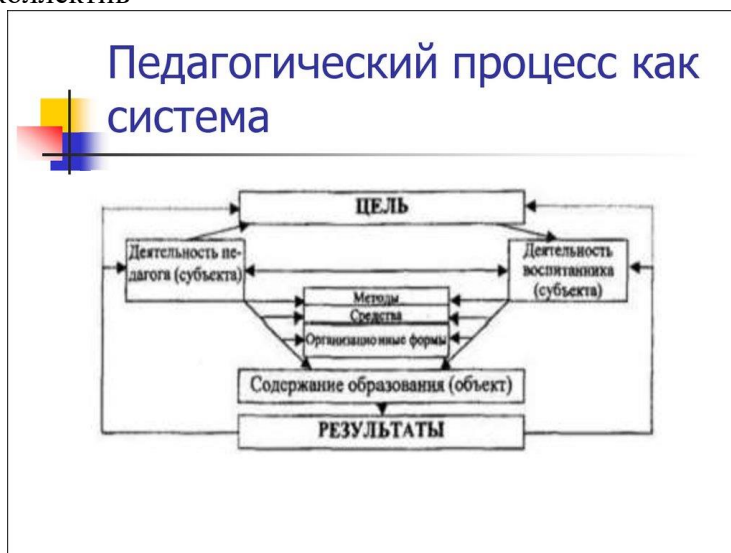 коллектив
Педагогический процесс как
система
ЦЕЛЬ
Деятельность пе-
дагога (субъекта)
Деятельность
воспитанника
(субъекта)
Методы
Средства
Организационные формы
Содержание образования (объект)
РЕЗУЛЬТАТЫ